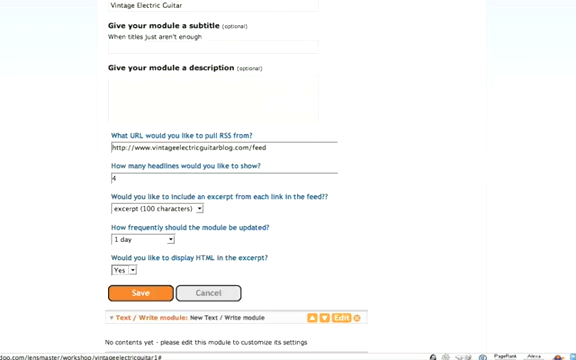 Vintage Electric Guitar
Give your module a subtitle (optional)
When titles just aren't enough
Give your module a description (optional)
What URL would you like to pull RSS from?
http://www.vintageelectricguitarblog.com/feed
How many headlines would you like to show?
4
Would you like to include an excerpt from each link in the feed??
excerpt (100 characters)
How frequently should the module be updated?
1 day
Would you like to display HTML in the excerpt?
Yes
Save Cancel
Text / Write module: New Text / Write module Edit
No contents yet - please edit this module to customize its settings
doo.com/lensmaster/workshop/vintageelectricguitar1# PageRank Alexa